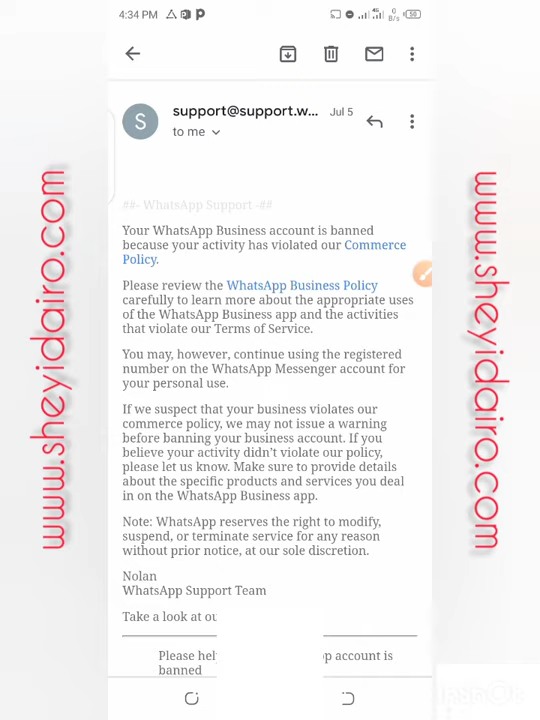 4:34 PM
4G
0
B/s
50
support@support.w...
Jul 5
S
to me
##- WhatsApp Support -##
Your WhatsApp Business account is banned
because your activity has violated our Commerce
Policy.
Please review the WhatsApp Business Policy
carefully to learn more about the appropriate uses
of the WhatsApp Business app and the activities
that violate our Terms of Service.
You may, however, continue using the registered
number on the WhatsApp Messenger account for
your personal use.
If we suspect that your business violates our
commerce policy, we may not issue a warning
before banning your business account. If you
believe your activity didn't violate our policy,
please let us know. Make sure to provide details
about the specific products and services you deal
in on the WhatsApp Business app.
Note: WhatsApp reserves the right to modify,
suspend, or terminate service for any reason
without prior notice, at our sole discretion.
Nolan
WhatsApp Support Team
Take a look at
Please account is
banned
www.sheyidairo.com
www.sheyidairo.com